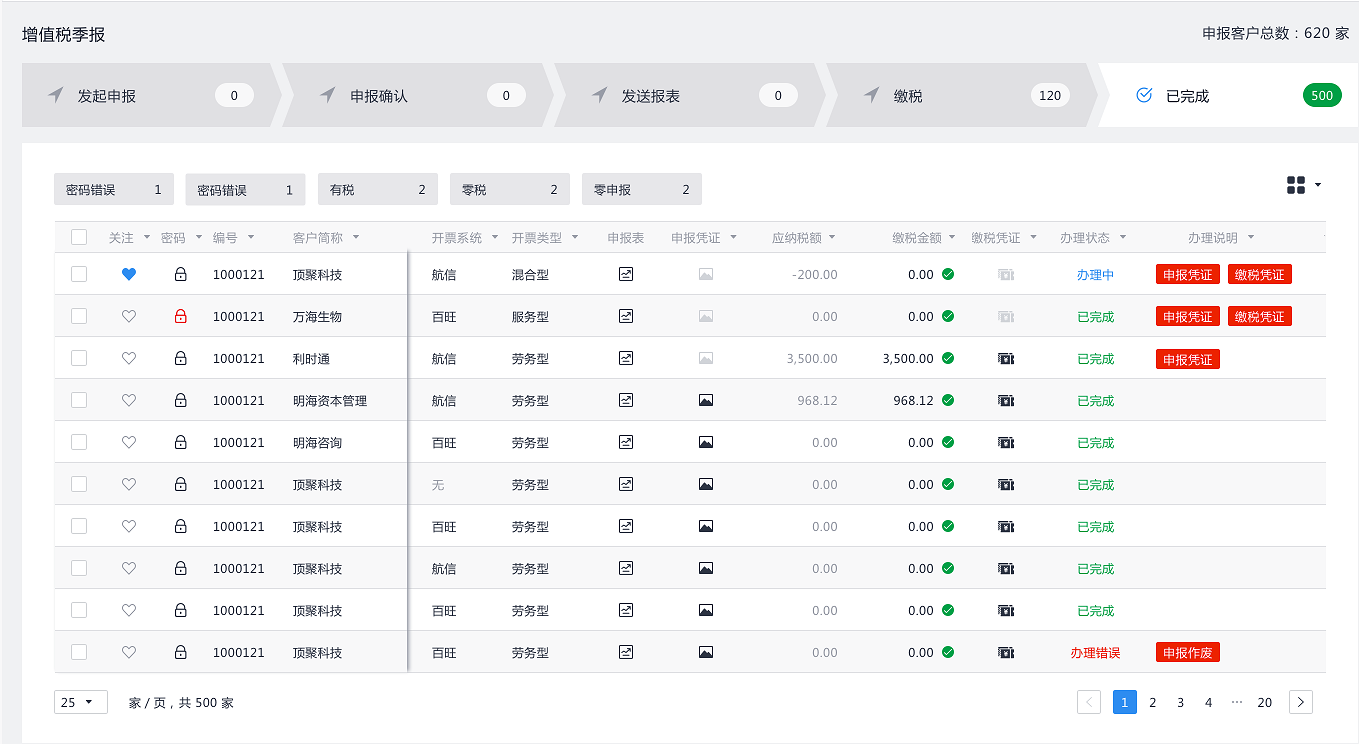 增值税季报 申报客户总数：620 家
发起申报 0 申报确认 0 发送报表 0 缴税 120 已完成 500
密码错误 1 密码错误 1 有税 2 零税 2 零申报 2
关注 密码 编号 客户简称 开票系统 开票类型 申报表 申报凭证 应纳税额 缴税金额 缴税凭证 办理状态 办理说明
1000121 顶聚科技 航信 混合型 -200.00 0.00 办理中 申报凭证 缴税凭证
1000121 万海生物 百旺 服务型 0.00 0.00 已完成 申报凭证 缴税凭证
1000121 利时通 航信 劳务型 3,500.00 3,500.00 已完成 申报凭证
1000121 明海资本管理 航信 劳务型 968.12 968.12 已完成
1000121 明海咨询 百旺 劳务型 0.00 0.00 已完成
1000121 顶聚科技 无 劳务型 0.00 0.00 已完成
1000121 顶聚科技 百旺 劳务型 0.00 0.00 已完成
1000121 顶聚科技 航信 劳务型 0.00 0.00 已完成
1000121 顶聚科技 百旺 劳务型 0.00 0.00 已完成
1000121 顶聚科技 百旺 劳务型 0.00 0.00 办理错误 申报作废
25 家 / 页，共 500 家 1 2 3 4 ··· 20